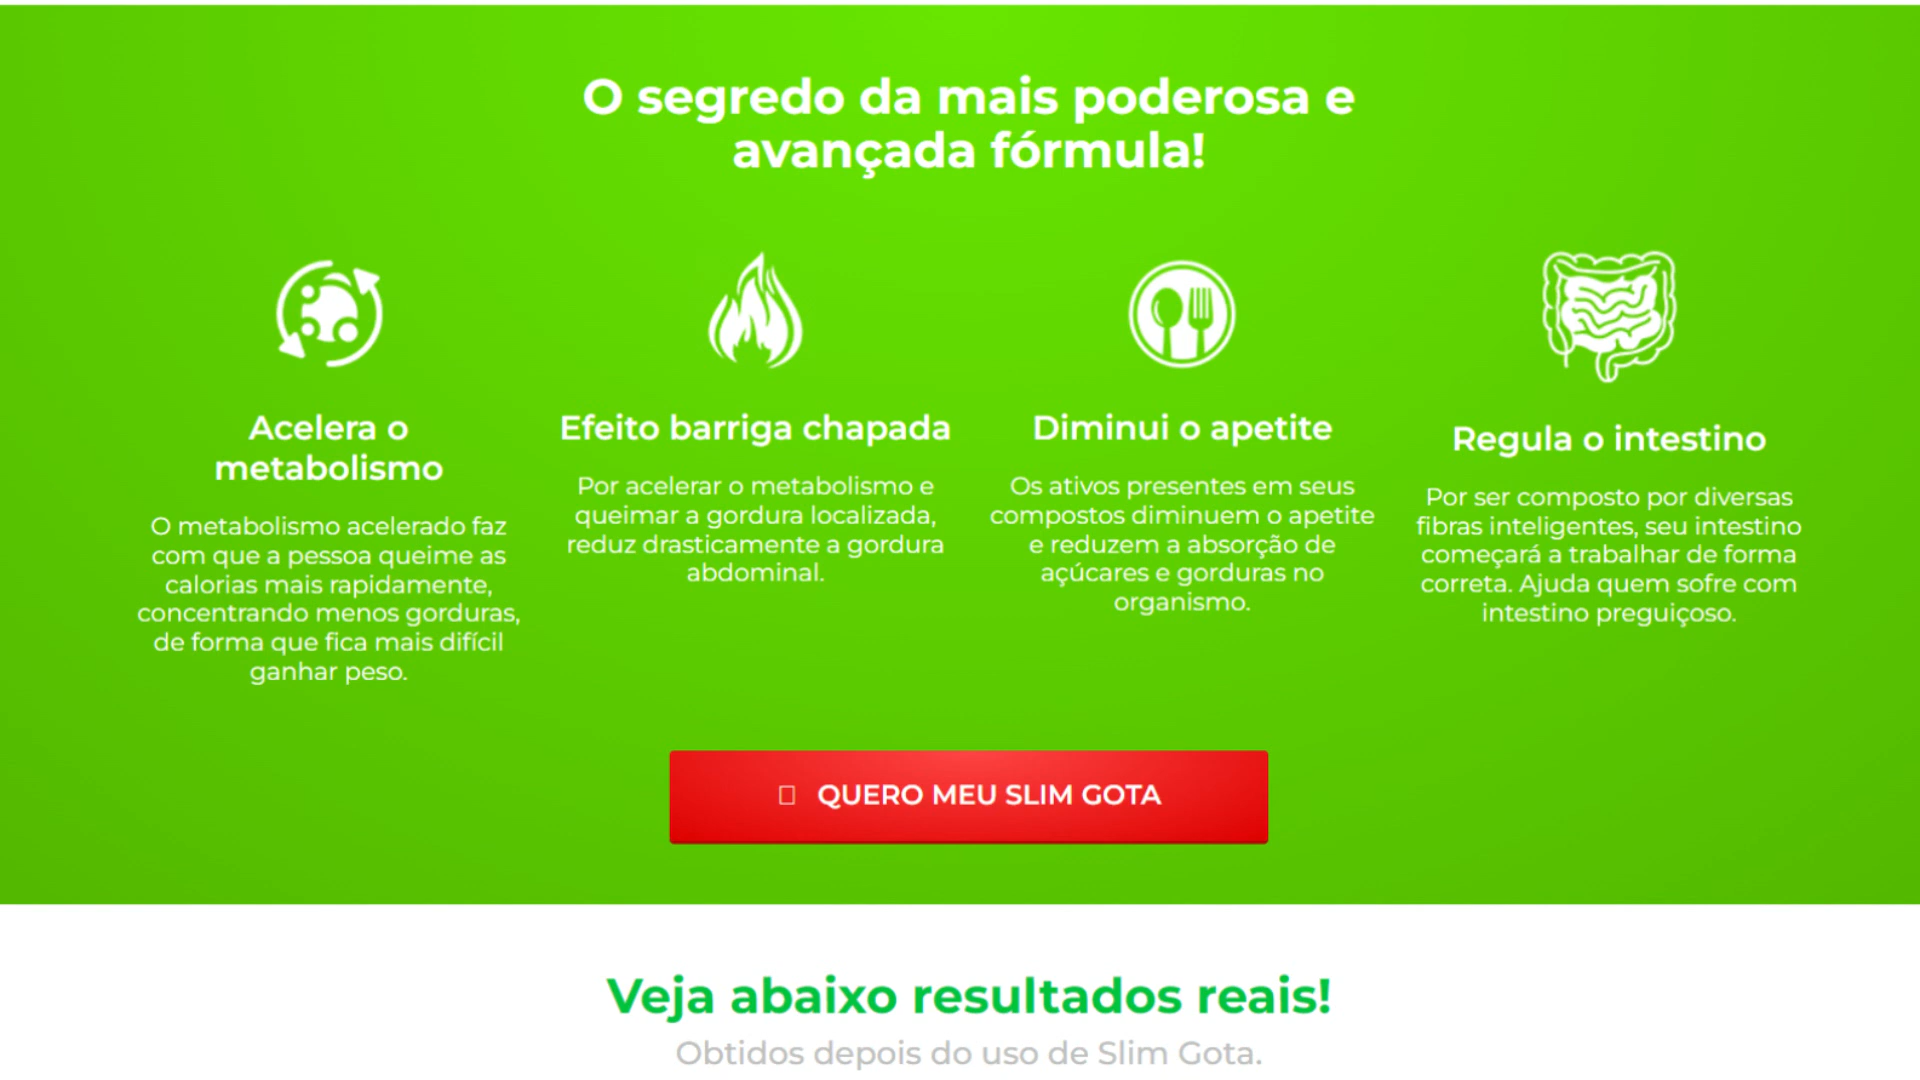 O segredo da mais poderosa e
avançada fórmula!
Acelera o
metabolismo
O metabolismo acelerado faz
com que a pessoa queime as
calorias mais rapidamente,
concentrando menos gorduras,
de forma que fica mais difícil
ganhar peso.
Efeito barriga chapada
Por acelerar o metabolismo e
queimar a gordura localizada,
reduz drasticamente a gordura
abdominal.
Diminui o apetite
Os ativos presentes em seus
compostos diminuem o apetite
e reduzem a absorção de
açúcares e gorduras no
organismo.
Regula o intestino
Por ser composto por diversas
fibras inteligentes, seu intestino
começará a trabalhar de forma
correta. Ajuda quem sofre com
intestino preguiçoso.
QUERO MEU SLIM GOTA
Veja abaixo resultados reais!
Obtidos depois do uso de Slim Gota.